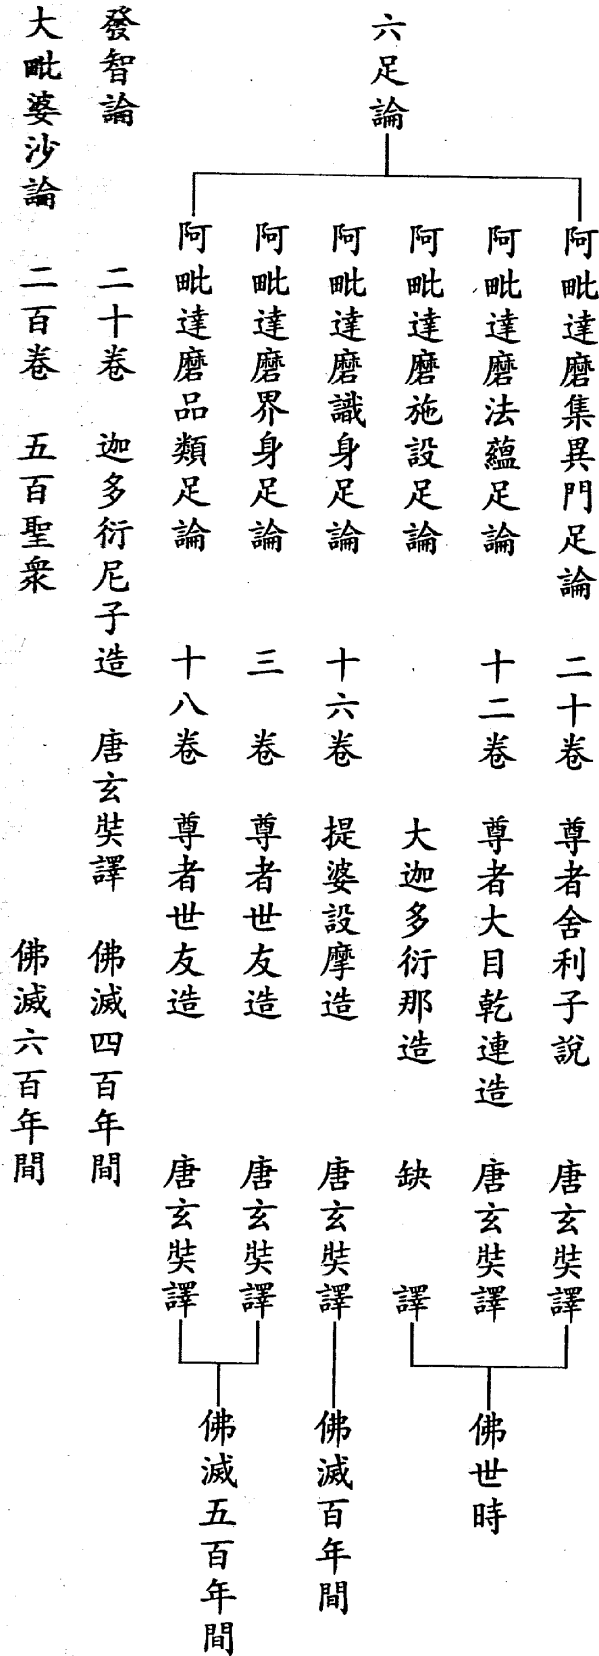 六足論
阿毗達磨集異門足論 二十卷 尊者舍利子說 唐玄奘譯
阿毗達磨法蘊足論 十二卷 尊者大目乾連造 唐玄奘譯
阿毗達磨施設足論 大迦多衍那造 缺譯
佛世時
阿毗達磨識身足論 十六卷 提婆設摩造 唐玄奘譯
佛滅百年間
阿毗達磨界身足論 三卷 尊者世友造 唐玄奘譯
阿毗達磨品類足論 十八卷 尊者世友造 唐玄奘譯
佛滅五百年間
發智論 二十卷 迦多衍尼子造 唐玄奘譯 佛滅四百年間
大毗婆沙論 二百卷 五百聖衆 佛滅六百年間